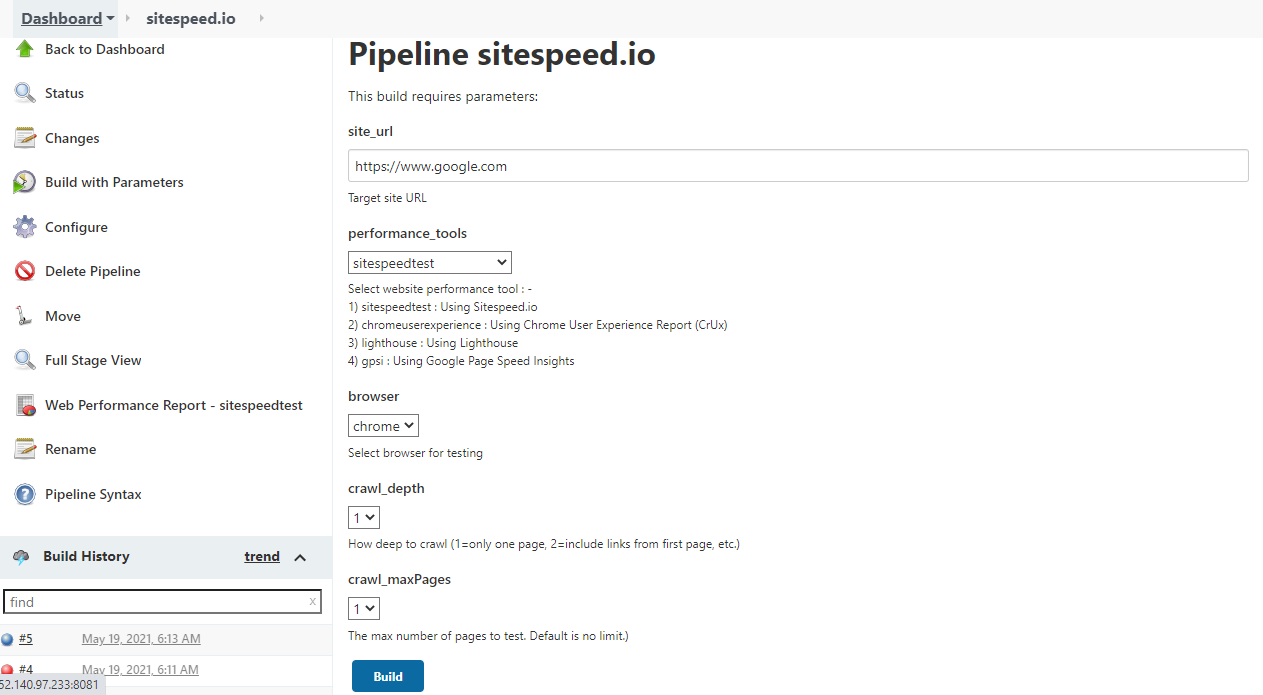 Dashboard
sitespeed.io
Back to Dashboard
Status
Changes
Build with Parameters
Configure
Delete Pipeline
Move
Full Stage View
Web Performance Report - sitespeedtest
Rename
Pipeline Syntax
Build History
trend
find
x
#5
May 19, 2021, 6:13 AM
#4
May 19, 2021, 6:11 AM
52.140.97.233:8081
Pipeline sitespeed.io
This build requires parameters:
site_url
https://www.google.com
Target site URL
performance_tools
sitespeedtest
Select website performance tool : -
1) sitespeedtest : Using Sitespeed.io
2) chromeuserexperience : Using Chrome User Experience Report (CrUx)
3) lighthouse : Using Lighthouse
4) gpsi : Using Google Page Speed Insights
browser
chrome
Select browser for testing
crawl_depth
1
How deep to crawl (1=only one page, 2=include links from first page, etc.)
crawl_maxPages
1
The max number of pages to test. Default is no limit.)
Build